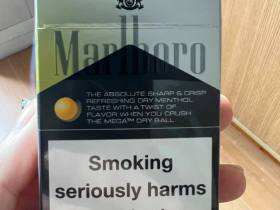 Marlboro
THE ABSOLUTE SHARP & CRISP
REFRESHING DRY MENTHOL
TASTE WITH A TWIST OF
FLAVOR WHEN YOU CRUSH
THE MEGA™ DRY BALL
Smoking
seriously harms